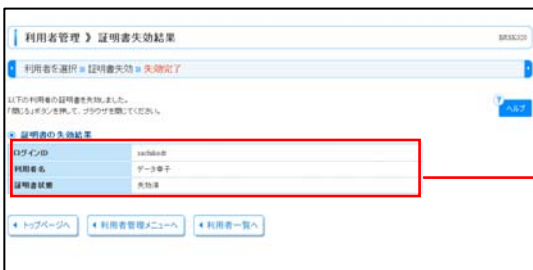 利用者管理 》 証明書失効結果
BRSK020
利用者を選択 » 証明書失効 » 失効完了
以下の利用者の証明書を失効しました。
「閉じる」ボタンを押して、ブラウザを閉じてください。
? ヘルプ
証明書の失効結果
ログインID
利用者名 データ幸子
証明書状態 失効済
トップページへ 利用者管理メニューへ 利用者一覧へ